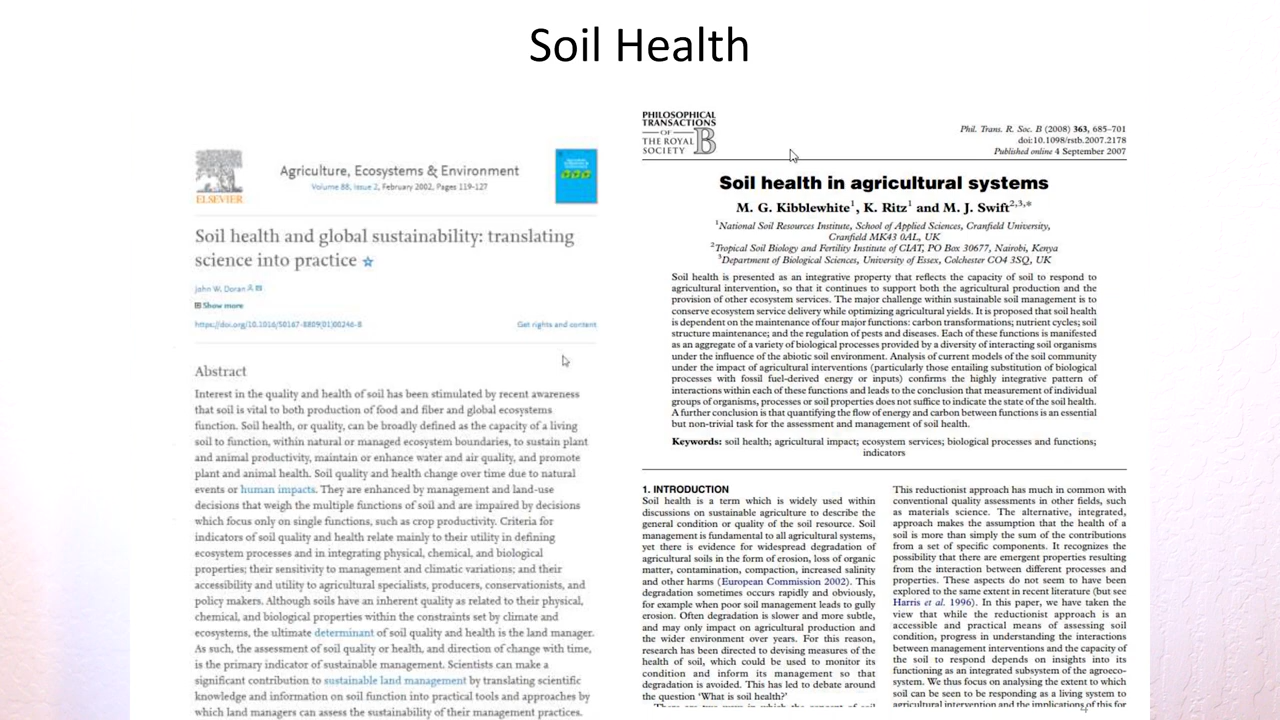 Soil Health
ELSEVIER
Agriculture, Ecosystems & Environment
Volume 88, Issue 2, February 2002, Pages 119-127
Soil health and global sustainability: translating
science into practice
John W. Doran
Show more
https://doi.org/10.1016/S0167-8809(01)00246-8
Get rights and content
Abstract
Interest in the quality and health of soil has been stimulated by recent awareness
that soil is vital to both production of food and fiber and global ecosystems
function. Soil health, or quality, can be broadly defined as the capacity of a living
soil to function, within natural or managed ecosystem boundaries, to sustain plant
and animal productivity, maintain or enhance water and air quality, and promote
plant and animal health. Soil quality and health change over time due to natural
events or human impacts. They are enhanced by management and land-use
decisions that weigh the multiple functions of soil and are impaired by decisions
which focus only on single functions, such as crop productivity. Criteria for
indicators of soil quality and health relate mainly to their utility in defining
ecosystem processes and in integrating physical, chemical, and biological
properties; their sensitivity to management and climatic variations; and their
accessibility and utility to agricultural specialists, producers, conservationists, and
policy makers. Although soils have an inherent quality as related to their physical,
chemical, and biological properties within the constraints set by climate and
ecosystems, the ultimate determinant of soil quality and health is the land manager.
As such, the assessment of soil quality or health, and direction of change with time,
is the primary indicator of sustainable management. Scientists can make a
significant contribution to sustainable land management by translating scientific
knowledge and information on soil function into practical tools and approaches by
which land managers can assess the sustainability of their management practices.
PHILOSOPHICAL
TRANSACTIONS
OF
THE ROYAL
SOCIETY B
Phil. Trans. R. Soc. B (2008) 363, 685–701
doi:10.1098/rstb.2007.2178
Published online 4 September 2007
Soil health in agricultural systems
M. G. Kibblewhite1, K. Ritz1 and M. J. Swift2,3,*
1National Soil Resources Institute, School of Applied Sciences, Cranfield University,
Cranfield MK43 0AL, UK
2Tropical Soil Biology and Fertility Institute of CIAT, PO Box 30677, Nairobi, Kenya
3Department of Biological Sciences, University of Essex, Colchester CO4 3SQ, UK
Soil health is presented as an integrative property that reflects the capacity of soil to respond to
agricultural intervention, so that it continues to support both the agricultural production and the
provision of other ecosystem services. The major challenge within sustainable soil management is to
conserve ecosystem service delivery while optimizing agricultural yields. It is proposed that soil health
is dependent on the maintenance of four major functions: carbon transformations; nutrient cycles; soil
structure maintenance; and the regulation of pests and diseases. Each of these functions is manifested
as an aggregate of a variety of biological processes provided by a diversity of interacting soil organisms
under the influence of the abiotic soil environment. Analysis of current models of the soil community
under the impact of agricultural interventions (particularly those entailing substitution of biological
processes with fossil fuel-derived energy or inputs) confirms the highly integrative pattern of
interactions within each of these functions and leads to the conclusion that measurement of individual
groups of organisms, processes or soil properties does not suffice to indicate the state of the soil health.
A further conclusion is that quantifying the flow of energy and carbon between functions is an essential
but non-trivial task for the assessment and management of soil health.
Keywords: soil health; agricultural impact; ecosystem services; biological processes and functions;
indicators
1. INTRODUCTION
Soil health is a term which is widely used within
discussions on sustainable agriculture to describe the
general condition or quality of the soil resource. Soil
management is fundamental to all agricultural systems,
yet there is evidence for widespread degradation of
agricultural soils in the form of erosion, loss of organic
matter, contamination, compaction, increased salinity
and other harms (European Commission 2002). This
degradation sometimes occurs rapidly and obviously,
for example when poor soil management leads to gully
erosion. Often degradation is slower and more subtle,
and may only impact on agricultural production and
the wider environment over years. For this reason,
research has been directed to devising measures of the
health of soil, which could be used to monitor its
condition and inform its management so that
degradation is avoided. This has led to debate around
the question ‘What is soil health?’
This reductionist approach has much in common with
conventional quality assessments in other fields, such
as materials science. The alternative, integrated,
approach makes the assumption that the health of a
soil is more than simply the sum of the contributions
from a set of specific components. It recognizes the
possibility that there are emergent properties resulting
from the interaction between different processes and
properties. These aspects do not seem to have been
explored to the same extent in recent literature (but see
Harris et al. 1996). In this paper, we have taken the
view that while the reductionist approach is an
accessible and practical means of assessing soil
condition, progress in understanding the interactions
between management interventions and the capacity of
the soil to respond depends on insights into its
functioning as an integrated subsystem of the agroeco-
system. We thus focus on analysing the extent to which
soil can be seen to be responding as a living system to
agricultural intervention and the implications of this for
4